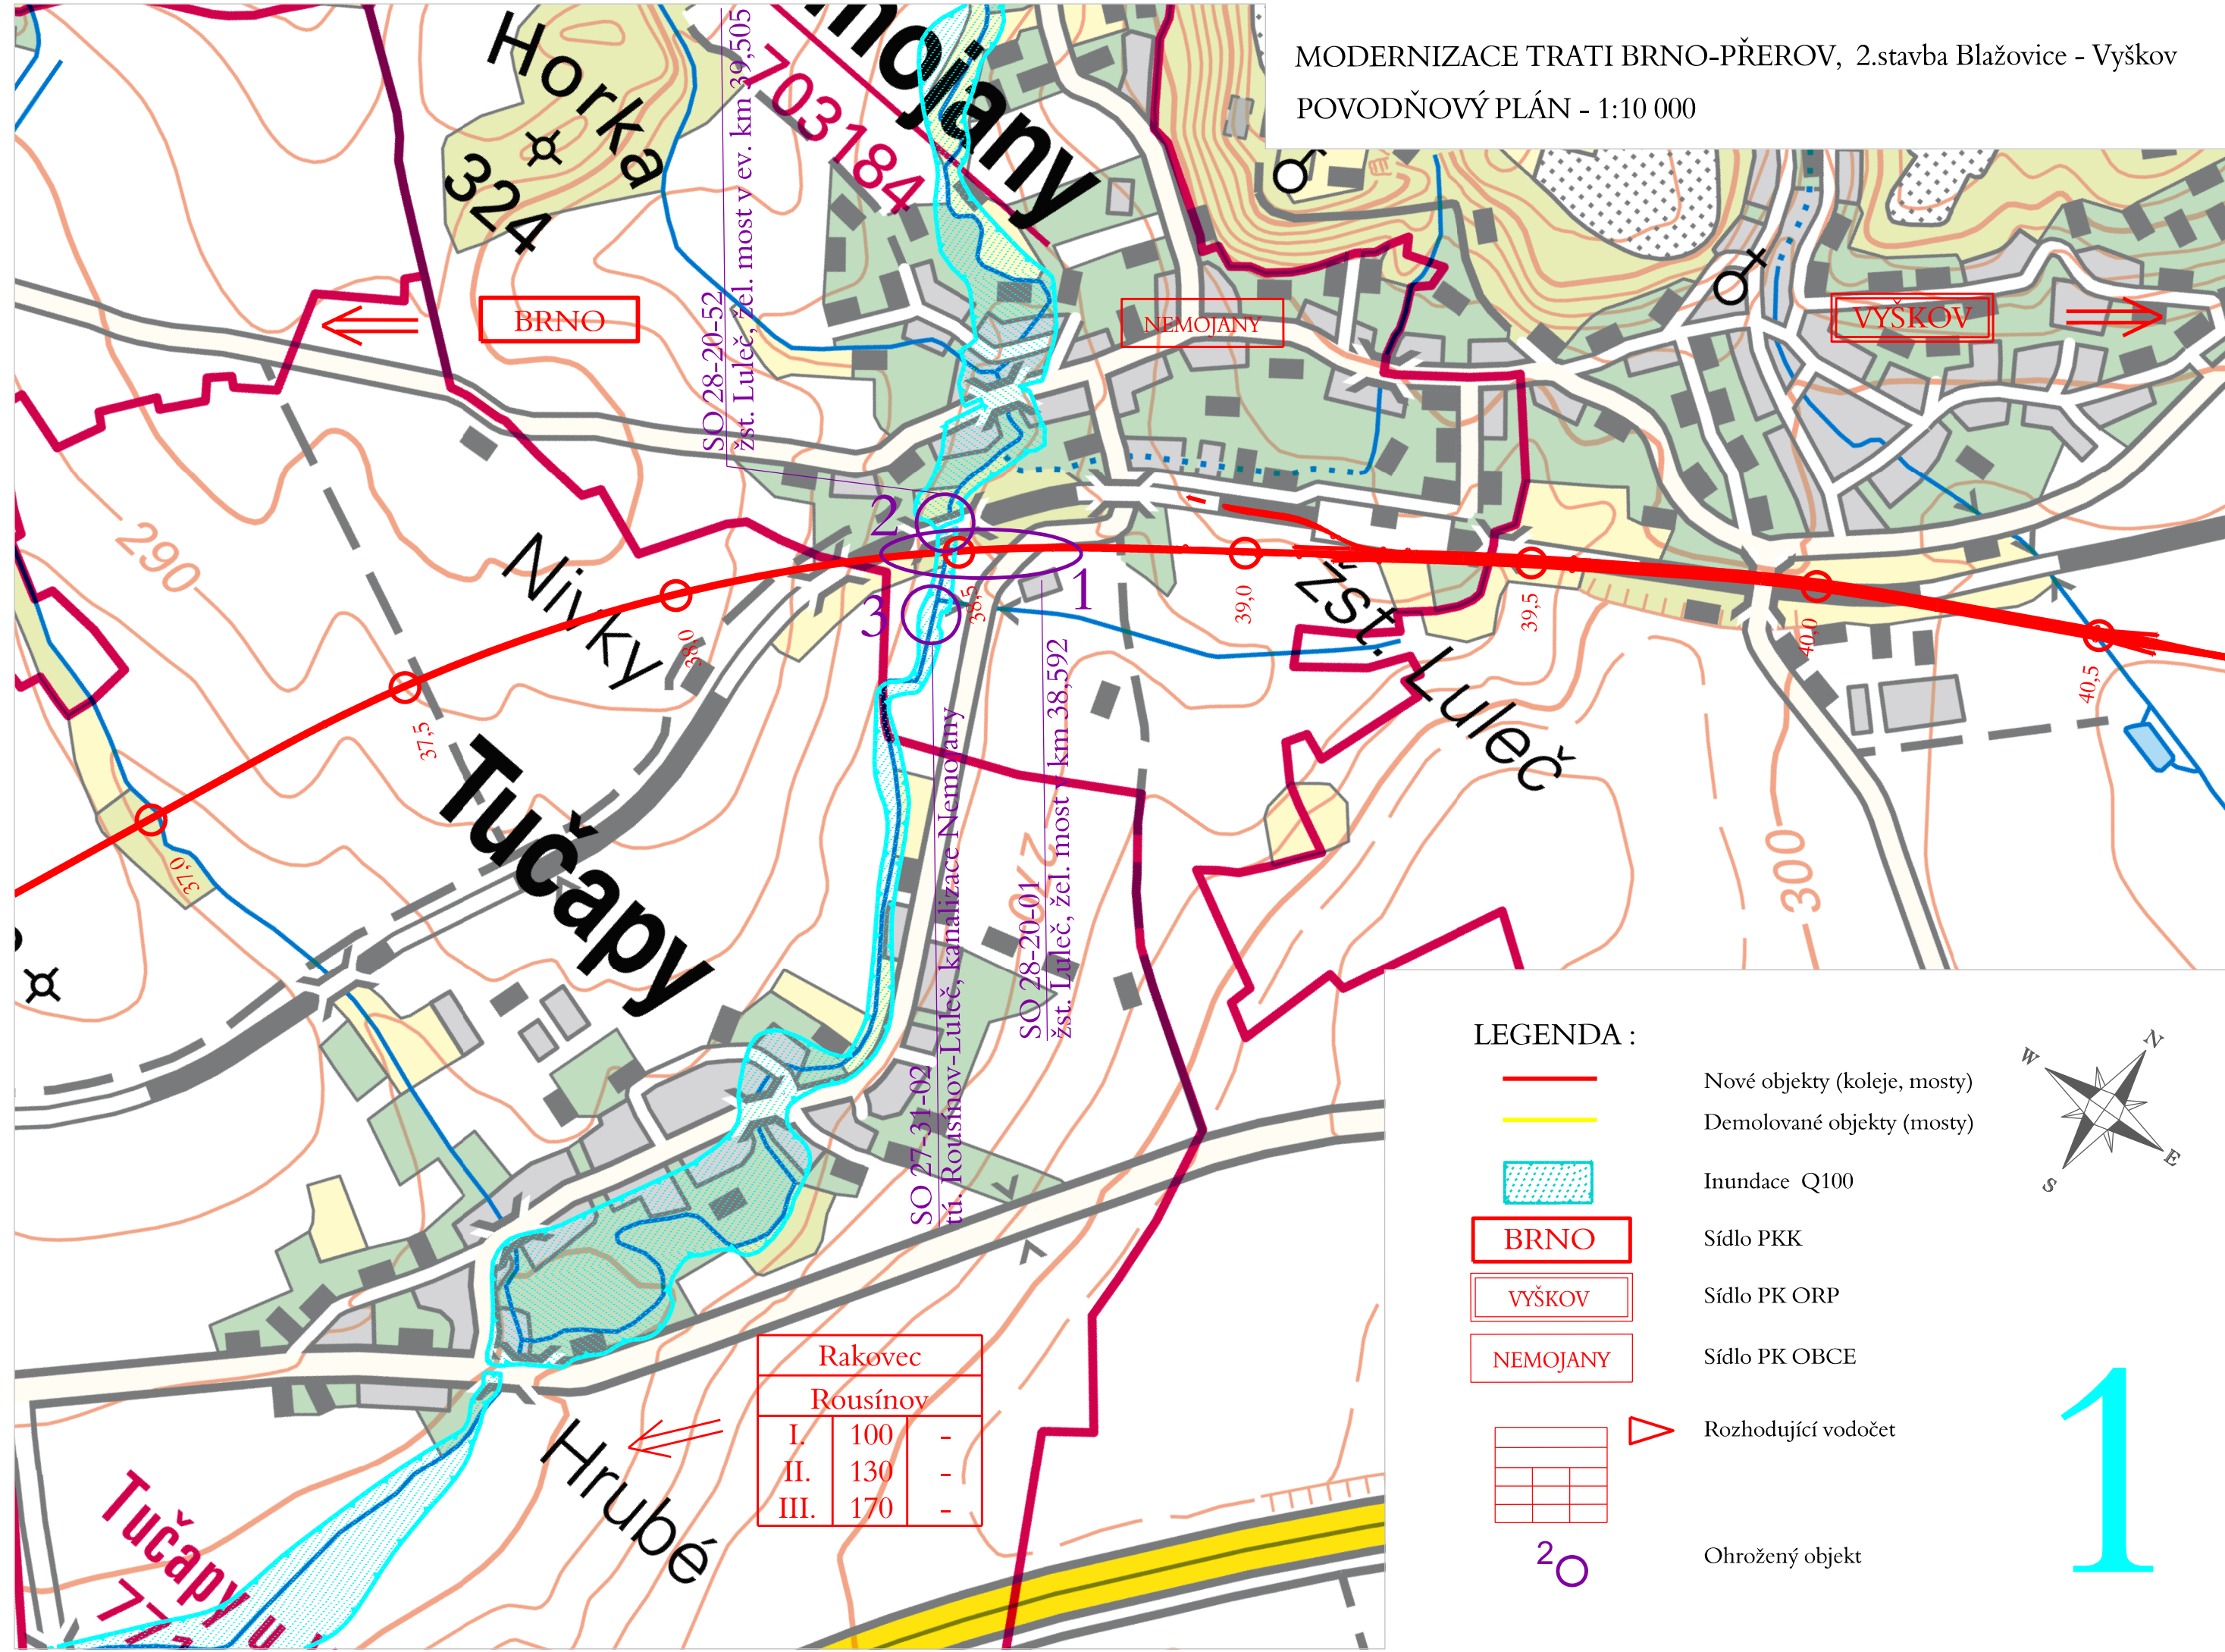 MODERNIZACE TRATI BRNO-PŘEROV, 2.stavba Blažovice - Vyškov
POVODŇOVÝ PLÁN - 1:10 000
Horka
324
mojany
703184
SO 28-20-52
žst. Luleč, žel. most v ev. km 39,505
BRNO
NEMOJANY
VYŠKOV
290
Nivky
2
1
3
37,0
37,5
38,0
38,5
39,0
39,5
40,0
40,5
Žst. Luleč
Tučapy
270
300
SO 28-20-01
žst. Luleč, žel. most v km 38,592
SO 27-31-02
tú. Rousínov-Luleč, kanalizace Nemojany
Hrubé
Tučapy u
Rakovec
Rousínov
I. 100 -
II. 130 -
III. 170 -
LEGENDA :
Nové objekty (koleje, mosty)
Demolované objekty (mosty)
Inundace Q100
BRNO Sídlo PKK
VYŠKOV Sídlo PK ORP
NEMOJANY Sídlo PK OBCE
Rozhodující vodočet
2 Ohrožený objekt
N
W
E
S
1